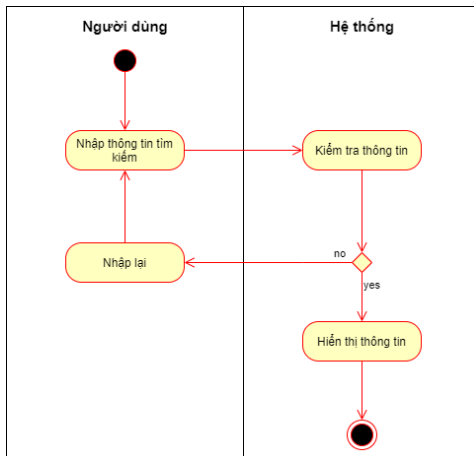 Người dùng
Hệ thống
Nhập thông tin tìm
kiếm
Kiểm tra thông tin
Nhập lại
no
yes
Hiển thị thông tin